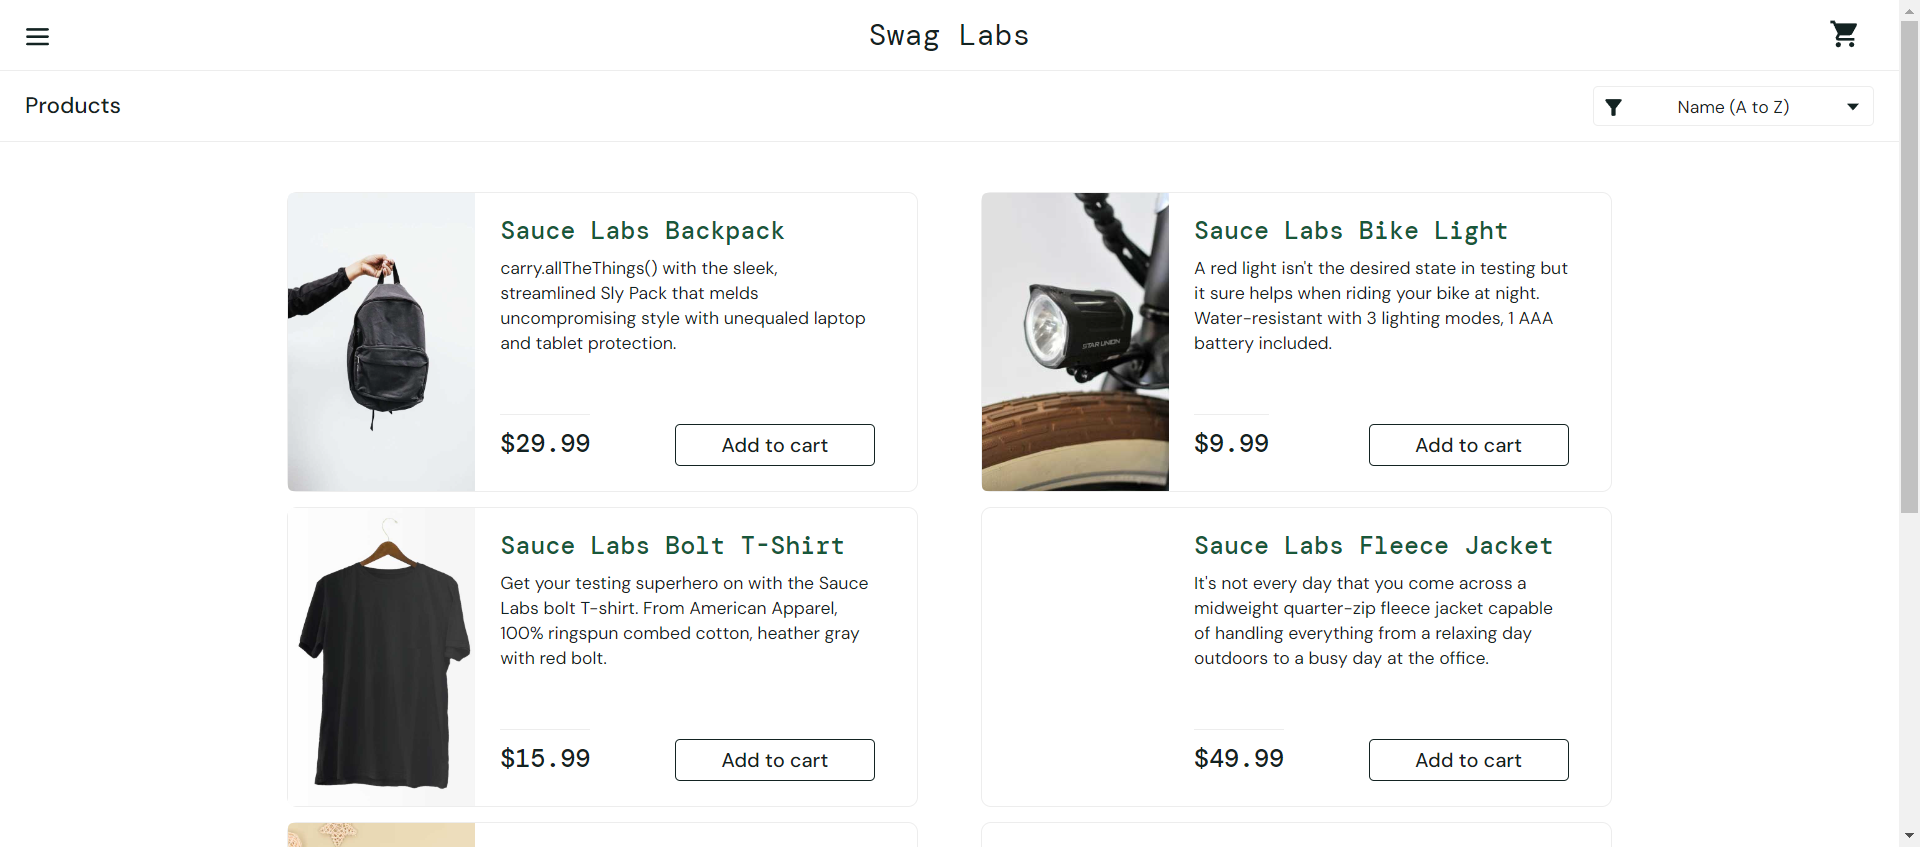 Swag Labs
Products
Name (A to Z)
Sauce Labs Backpack
carry.allTheThings() with the sleek,
streamlined Sly Pack that melds
uncompromising style with unequaled laptop
and tablet protection.
$29.99
Add to cart
Sauce Labs Bike Light
A red light isn't the desired state in testing but
it sure helps when riding your bike at night.
Water-resistant with 3 lighting modes, 1 AAA
battery included.
STAR UNION
$9.99
Add to cart
Sauce Labs Bolt T-Shirt
Get your testing superhero on with the Sauce
Labs bolt T-shirt. From American Apparel,
100% ringspun combed cotton, heather gray
with red bolt.
$15.99
Add to cart
Sauce Labs Fleece Jacket
It's not every day that you come across a
midweight quarter-zip fleece jacket capable
of handling everything from a relaxing day
outdoors to a busy day at the office.
$49.99
Add to cart